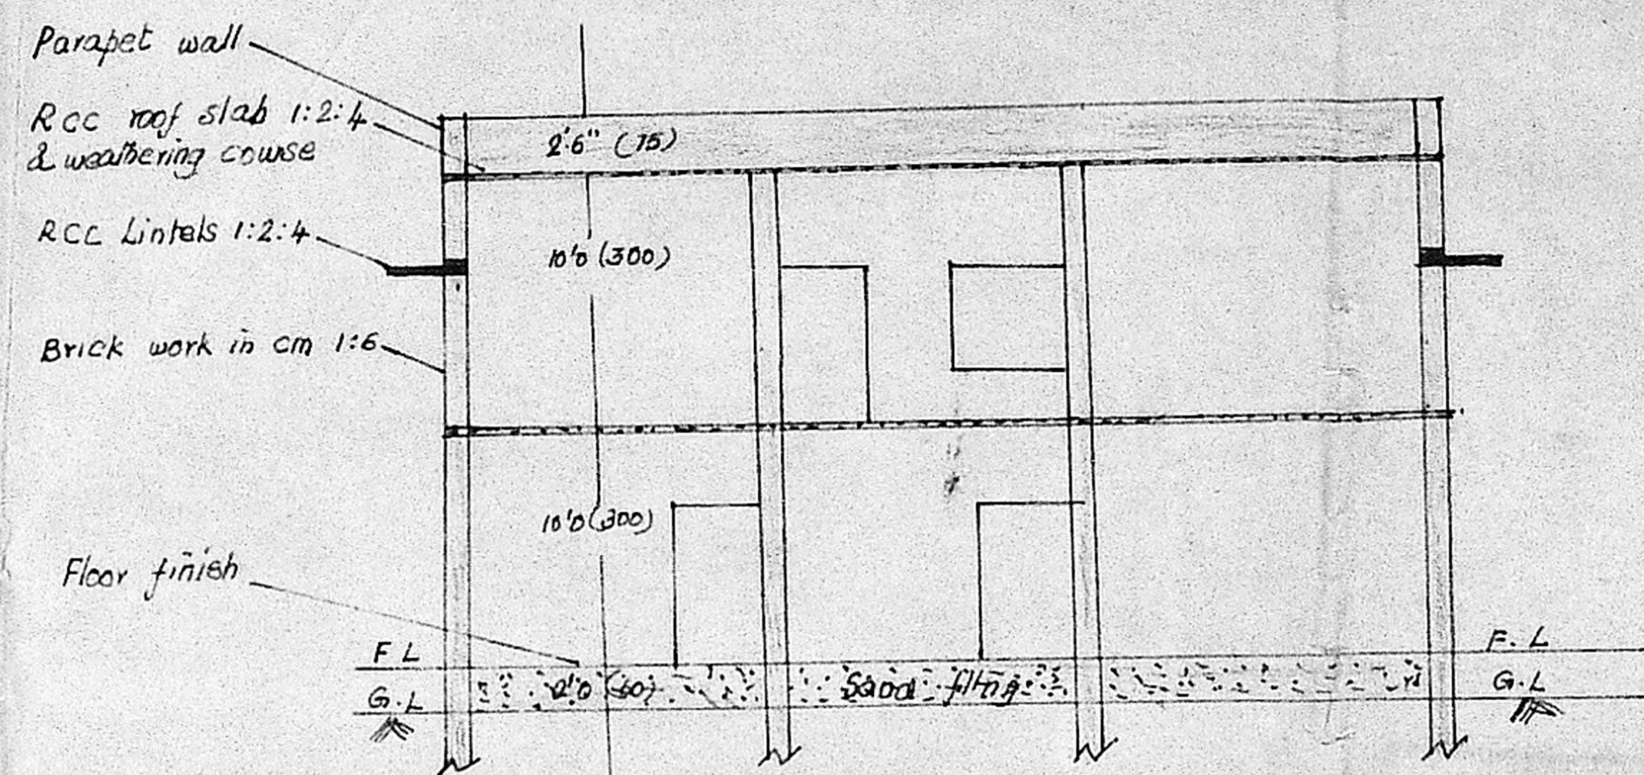 Parapet wall
RCC roof slab 1:2:4
& weathering course
2'6" (75)
RCC Lintels 1:2:4
10'0 (300)
Brick work in cm 1:6
10'0 (300)
Floor finish
F L
F. L
2'0 (60)
Sand filling
G.L
G.L